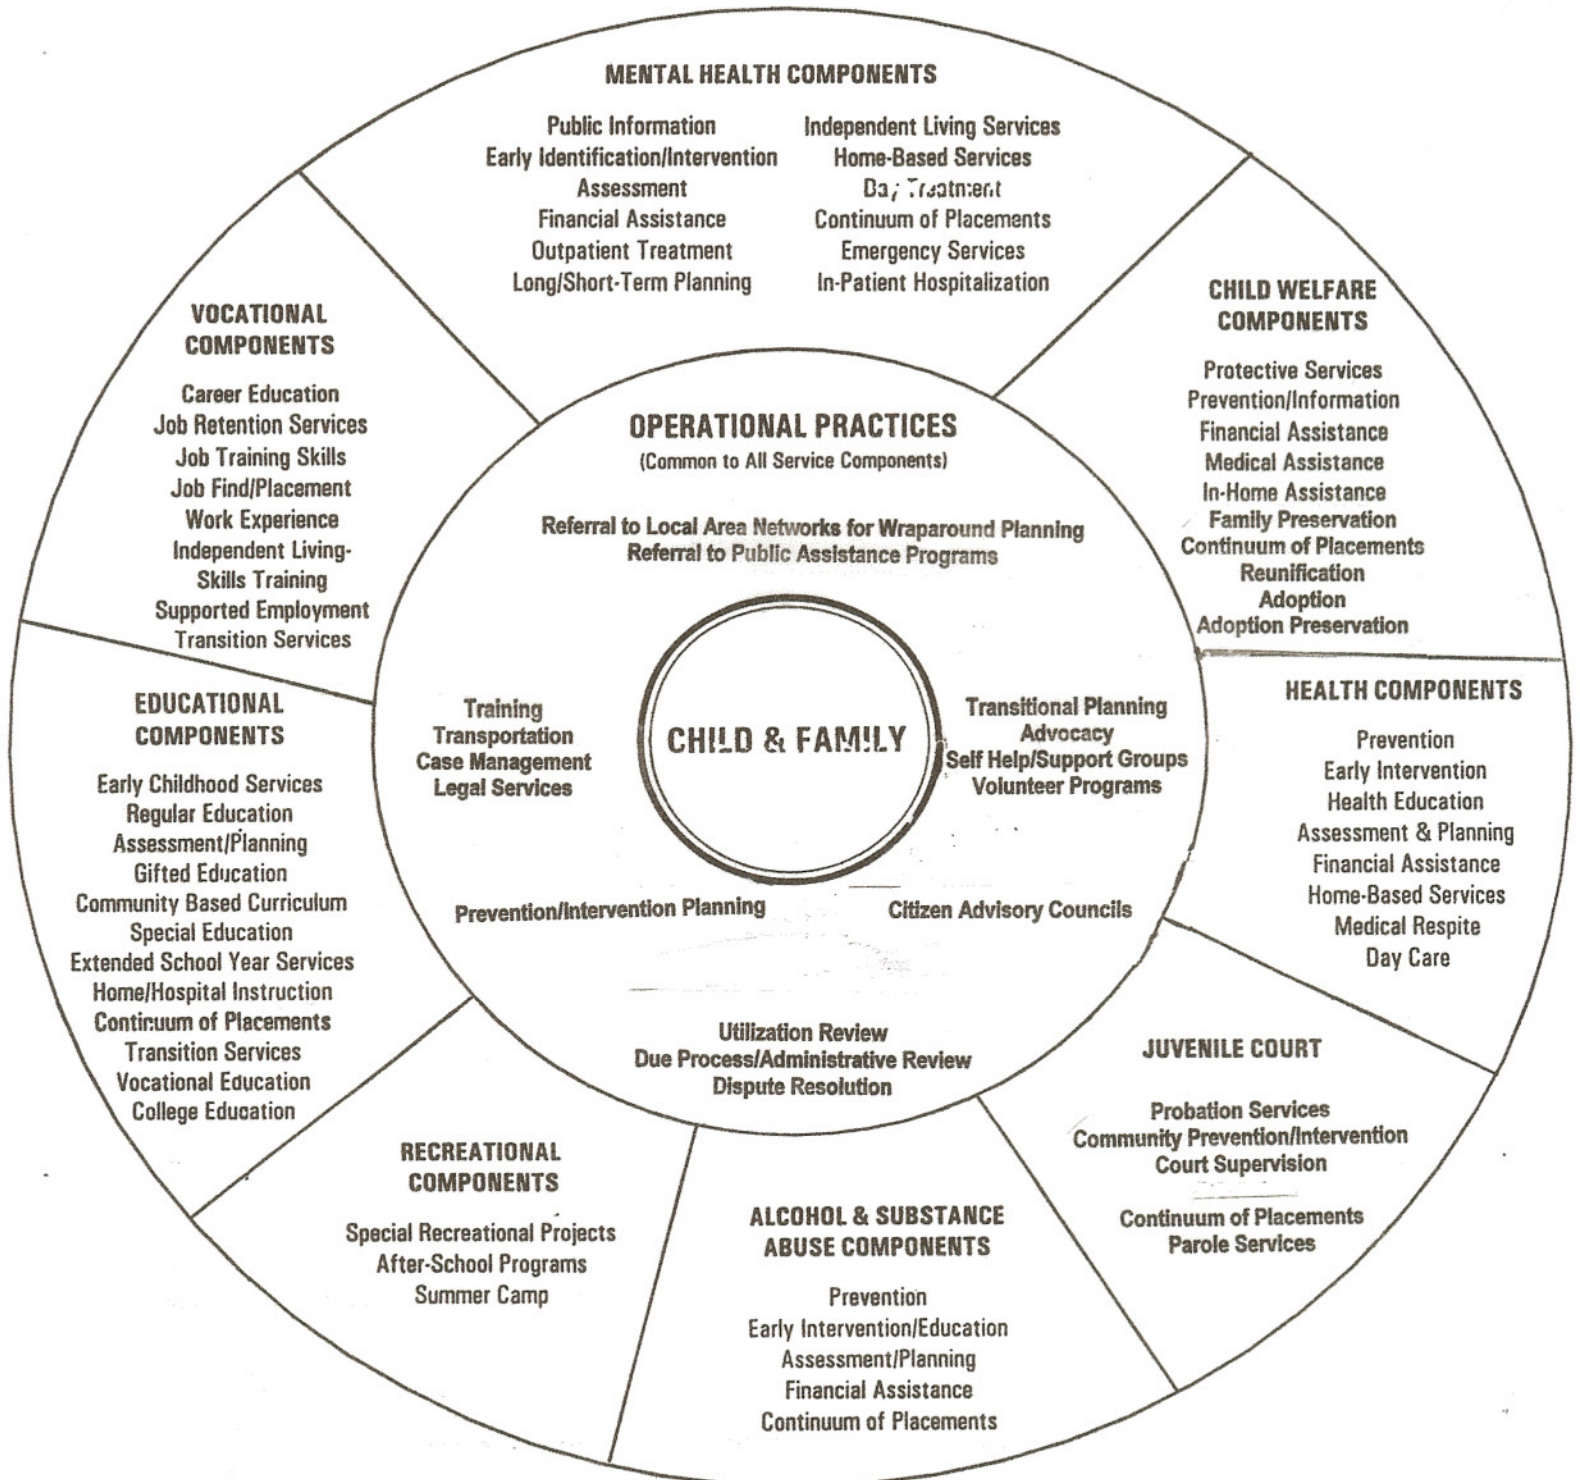 MENTAL HEALTH COMPONENTS
Public Information
Early Identification/Intervention
Assessment
Financial Assistance
Outpatient Treatment
Long/Short-Term Planning
Independent Living Services
Home-Based Services
Day Treatment
Continuum of Placements
Emergency Services
In-Patient Hospitalization
CHILD WELFARE
COMPONENTS
Protective Services
Prevention/Information
Financial Assistance
Medical Assistance
In-Home Assistance
Family Preservation
Continuum of Placements
Reunification
Adoption
Adoption Preservation
HEALTH COMPONENTS
Prevention
Early Intervention
Health Education
Assessment & Planning
Financial Assistance
Home-Based Services
Medical Respite
Day Care
JUVENILE COURT
Probation Services
Community Prevention/Intervention
Court Supervision
Continuum of Placements
Parole Services
ALCOHOL & SUBSTANCE
ABUSE COMPONENTS
Prevention
Early Intervention/Education
Assessment/Planning
Financial Assistance
Continuum of Placements
RECREATIONAL
COMPONENTS
Special Recreational Projects
After-School Programs
Summer Camp
EDUCATIONAL
COMPONENTS
Early Childhood Services
Regular Education
Assessment/Planning
Gifted Education
Community Based Curriculum
Special Education
Extended School Year Services
Home/Hospital Instruction
Continuum of Placements
Transition Services
Vocational Education
College Education
VOCATIONAL
COMPONENTS
Career Education
Job Retention Services
Job Training Skills
Job Find/Placement
Work Experience
Independent Living-
Skills Training
Supported Employment
Transition Services
OPERATIONAL PRACTICES
(Common to All Service Components)
Referral to Local Area Networks for Wraparound Planning
Referral to Public Assistance Programs
Training
Transportation
Case Management
Legal Services
CHILD & FAMILY
Transitional Planning
Advocacy
Self Help/Support Groups
Volunteer Programs
Prevention/Intervention Planning
Citizen Advisory Councils
Utilization Review
Due Process/Administrative Review
Dispute Resolution